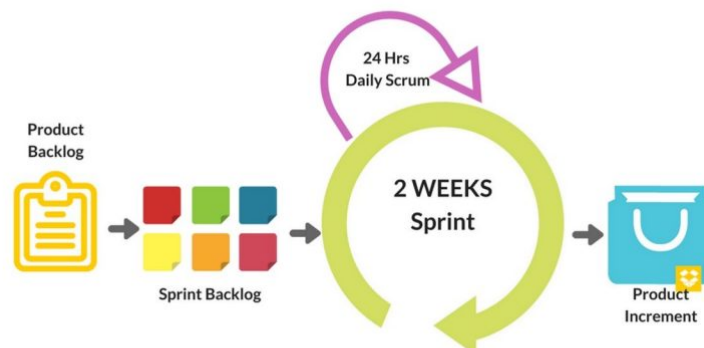 24 Hrs
Daily Scrum
Product
Backlog
2 WEEKS
Sprint
Sprint Backlog
Product
Increment